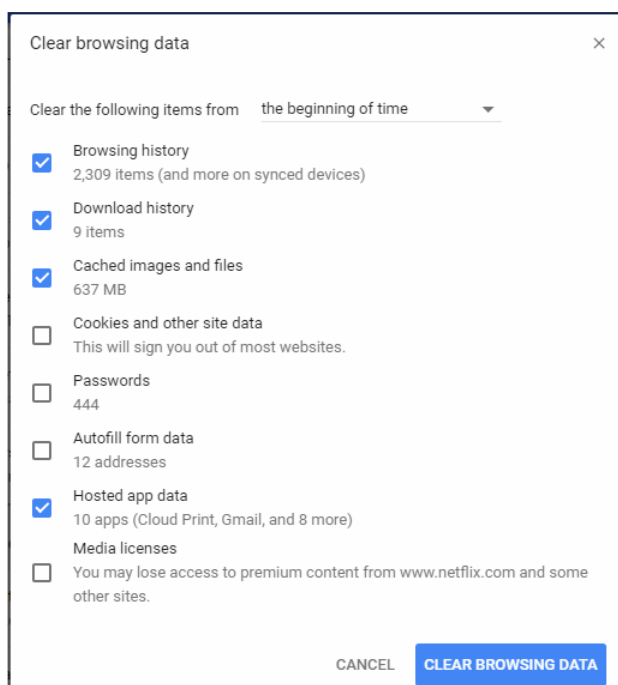 Clear browsing data
Clear the following items from the beginning of time
Browsing history
2,309 items (and more on synced devices)
Download history
9 items
Cached images and files
637 MB
Cookies and other site data
This will sign you out of most websites.
Passwords
444
Autofill form data
12 addresses
Hosted app data
10 apps (Cloud Print, Gmail, and 8 more)
Media licenses
You may lose access to premium content from www.netflix.com and some
other sites.
CANCEL CLEAR BROWSING DATA